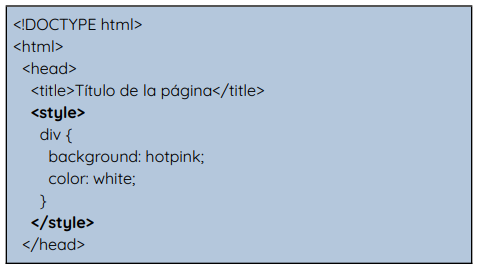 <!DOCTYPE html>
<html>
<head>
<title>Título de la página</title>
<style>
div {
background: hotpink;
color: white;
}
</style>
</head>